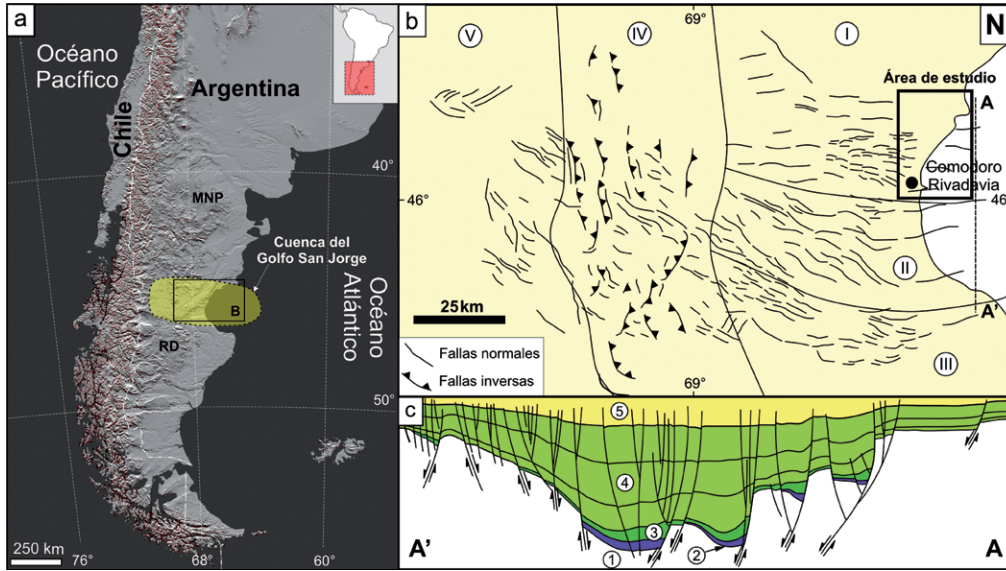 a
Océano
Pacífico
Chile
Argentina
40°
MNP
Cuenca del
Golfo San Jorge
B
RD
Océano
Atlántico
50°
250 km
76°
68°
60°
b
69°
N
V
IV
I
Área de estudio
A
Comodoro
Rivadavia
46°
46°
II
A'
25km
III
Fallas normales
Fallas inversas
69°
c
5
4
3
A'
1
2
A